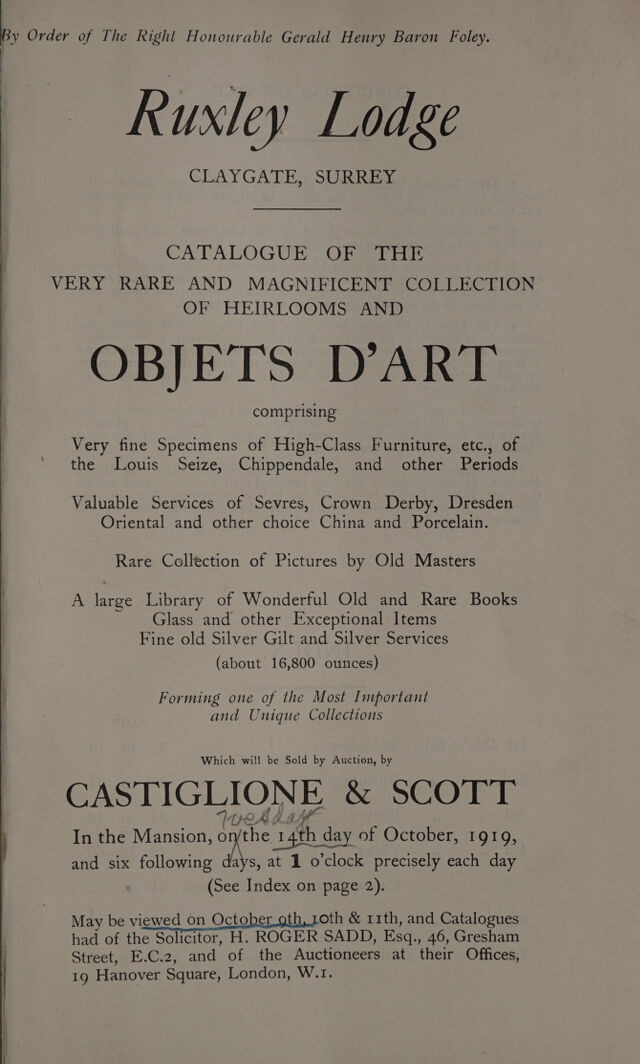 By Order of The Right Honourable Gerald Henry Baron Foley.
Ruxley Lodge
CLAYGATE, SURREY
CATALOGUE OF THE
VERY RARE AND MAGNIFICENT COLLECTION
OF HEIRLOOMS AND
OBJETS D'ART
comprising
Very fine Specimens of High-Class Furniture, etc., of
the Louis Seize, Chippendale, and other Periods
Valuable Services of Sevres, Crown Derby, Dresden
Oriental and other choice China and Porcelain.
Rare Collection of Pictures by Old Masters
A large Library of Wonderful Old and Rare Books
Glass and other Exceptional Items
Fine old Silver Gilt and Silver Services
(about 16,800 ounces)
Forming one of the Most Important
and Unique Collections
Which will be Sold by Auction, by
CASTIGLIONE & SCOTT
Tuesday
In the Mansion, on the 14th day of October, 1919,
and six following days, at 1 o'clock precisely each day
(See Index on page 2).
May be viewed on October 9th, 10th & 11th, and Catalogues
had of the Solicitor, H. ROGER SADD, Esq., 46, Gresham
Street, E.C.2, and of the Auctioneers at their Offices,
19 Hanover Square, London, W.1.